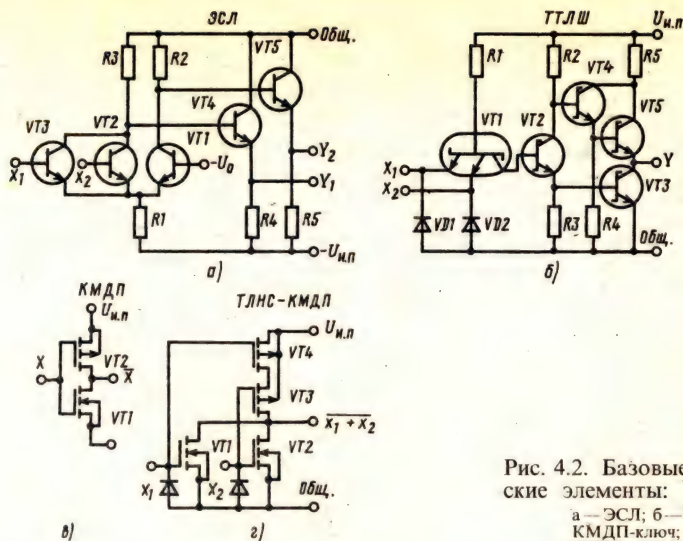 ЭСЛ
Общ.
R3
R2
VT5
VT4
VT3
VT2
VT1
X1
X2
-U0
Y2
Y1
R1
R4
R5
-Uи.п
а)
ТТЛШ
Uи.п
R1
R2
R5
VT4
VT1
VT2
VT5
X1
X2
Y
VT3
VD1
VD2
R3
R4
Общ.
б)
КМДП
Uи.п
X
VT2
X̅
VT1
в)
ТЛНС-КМДП
Uи.п
VT4
VT3
X̅1̅ ̅+̅ ̅X̅2̅
VT1
VT2
X1
X2
Общ.
г)
Рис. 4.2. Базовые
ские элементы:
а — ЭСЛ; б —
КМДП-ключ;